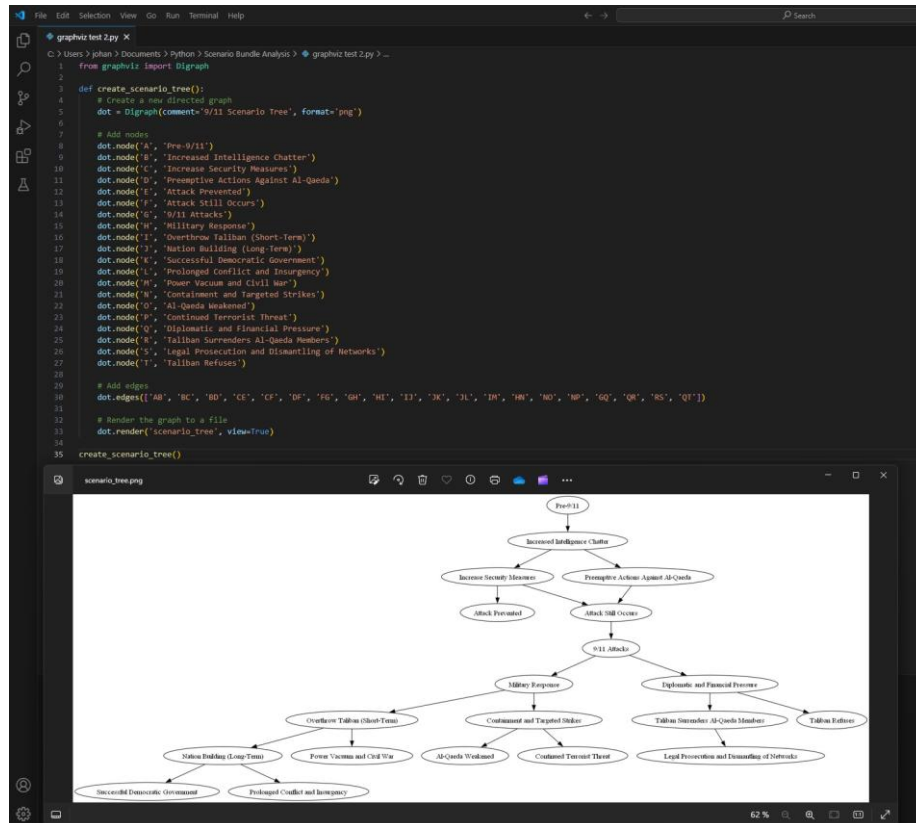 File Edit Selection View Go Run Terminal Help
Search
graphviz test 2.py
C: > Users > johan > Documents > Python > Scenario Bundle Analysis > graphviz test 2.py > ...
1 from graphviz import Digraph
2
3 def create_scenario_tree():
4 # Create a new directed graph
5 dot = Digraph(comment='9/11 Scenario Tree', format='png')
6
7 # Add nodes
8 dot.node('A', 'Pre-9/11')
9 dot.node('B', 'Increased Intelligence Chatter')
10 dot.node('C', 'Increase Security Measures')
11 dot.node('D', 'Preemptive Actions Against Al-Qaeda')
12 dot.node('E', 'Attack Prevented')
13 dot.node('F', 'Attack Still Occurs')
14 dot.node('G', '9/11 Attacks')
15 dot.node('H', 'Military Response')
16 dot.node('I', 'Overthrow Taliban (Short-Term)')
17 dot.node('J', 'Nation Building (Long-Term)')
18 dot.node('K', 'Successful Democratic Government')
19 dot.node('L', 'Prolonged Conflict and Insurgency')
20 dot.node('M', 'Power Vacuum and Civil War')
21 dot.node('N', 'Containment and Targeted Strikes')
22 dot.node('O', 'Al-Qaeda Weakened')
23 dot.node('P', 'Continued Terrorist Threat')
24 dot.node('Q', 'Diplomatic and Financial Pressure')
25 dot.node('R', 'Taliban Surrenders Al-Qaeda Members')
26 dot.node('S', 'Legal Prosecution and Dismantling of Networks')
27 dot.node('T', 'Taliban Refuses')
28
29 # Add edges
30 dot.edges(['AB', 'BC', 'BD', 'CE', 'CF', 'DF', 'FG', 'GH', 'HI', 'IJ', 'JK', 'JL', 'IM', 'HN', 'NO', 'NP', 'GQ', 'QR', 'RS', 'QT'])
31
32 # Render the graph to a file
33 dot.render('scenario_tree', view=True)
34
35 create_scenario_tree()
scenario_tree.png
Pre-9/11
Increased Intelligence Chatter
Increase Security Measures Preemptive Actions Against Al-Qaeda
Attack Prevented Attack Still Occurs
9/11 Attacks
Military Response Diplomatic and Financial Pressure
Overthrow Taliban (Short-Term) Containment and Targeted Strikes Taliban Surrenders Al-Qaeda Members Taliban Refuses
Nation Building (Long-Term) Power Vacuum and Civil War Al-Qaeda Weakened Continued Terrorist Threat Legal Prosecution and Dismantling of Networks
Successful Democratic Government Prolonged Conflict and Insurgency
62 %